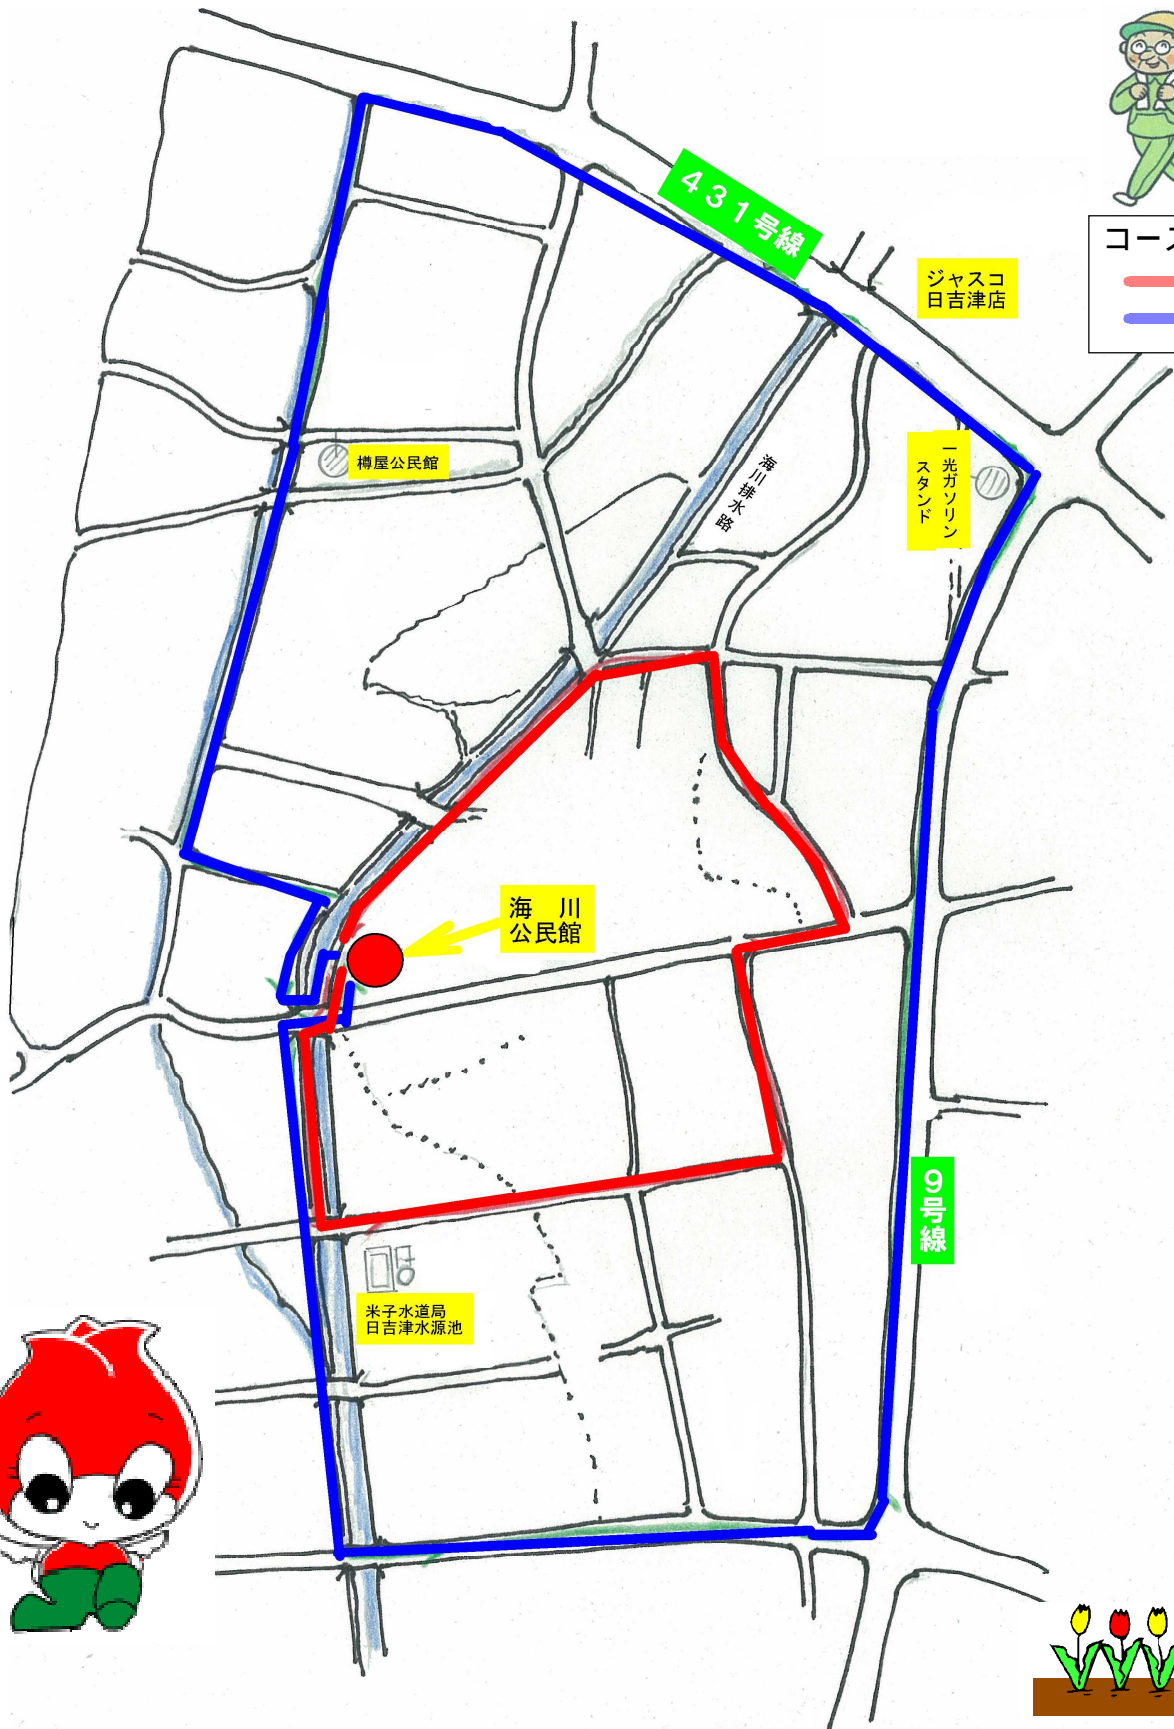 431号線
コース
ジャスコ
日吉津店
一光ガソリン
スタンド
樽屋公民館
海川排水路
海　川
公民館
9号線
米子水道局
日吉津水源池